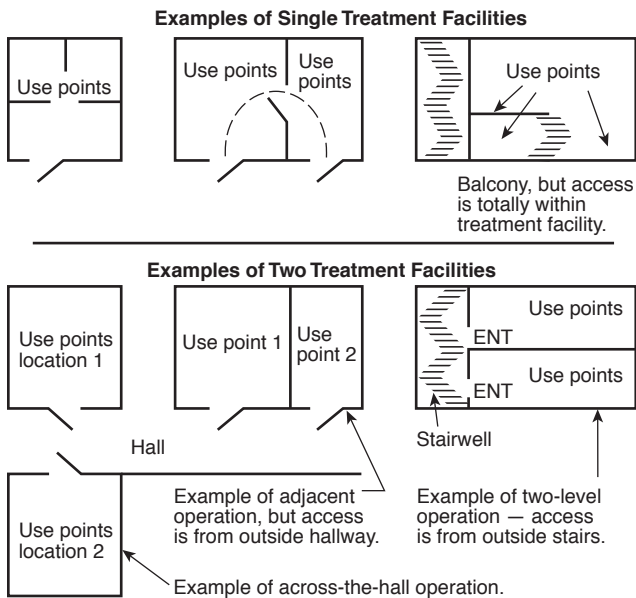 Examples of Single Treatment Facilities
Use points
Use points
Use
points
Use points
Balcony, but access
is totally within
treatment facility.
Examples of Two Treatment Facilities
Use points
location 1
Use point 1
Use
point 2
Use points
ENT
Use points
ENT
Stairwell
Hall
Use points
location 2
Example of adjacent
operation, but access
is from outside hallway.
Example of two-level
operation — access
is from outside stairs.
Example of across-the-hall operation.